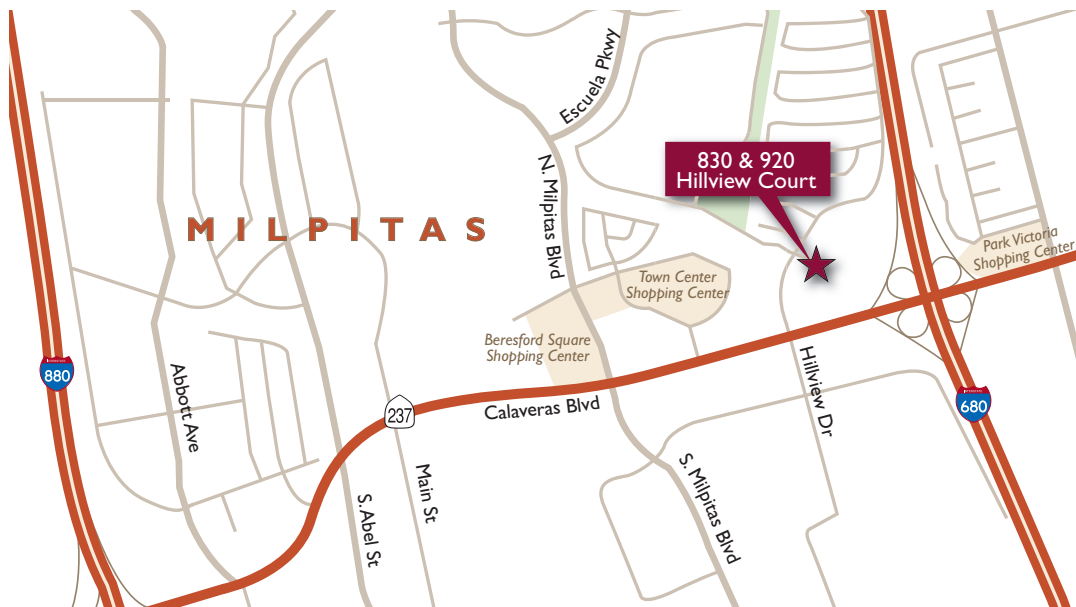 Escuela Pkwy
830 & 920
Hillview Court
N. Milpitas Blvd
MILPITAS
Park Victoria
Shopping Center
Town Center
Shopping Center
Beresford Square
Shopping Center
880
Abbott Ave
Hillview Dr
680
237
Calaveras Blvd
Main St
S. Milpitas Blvd
S. Abel St